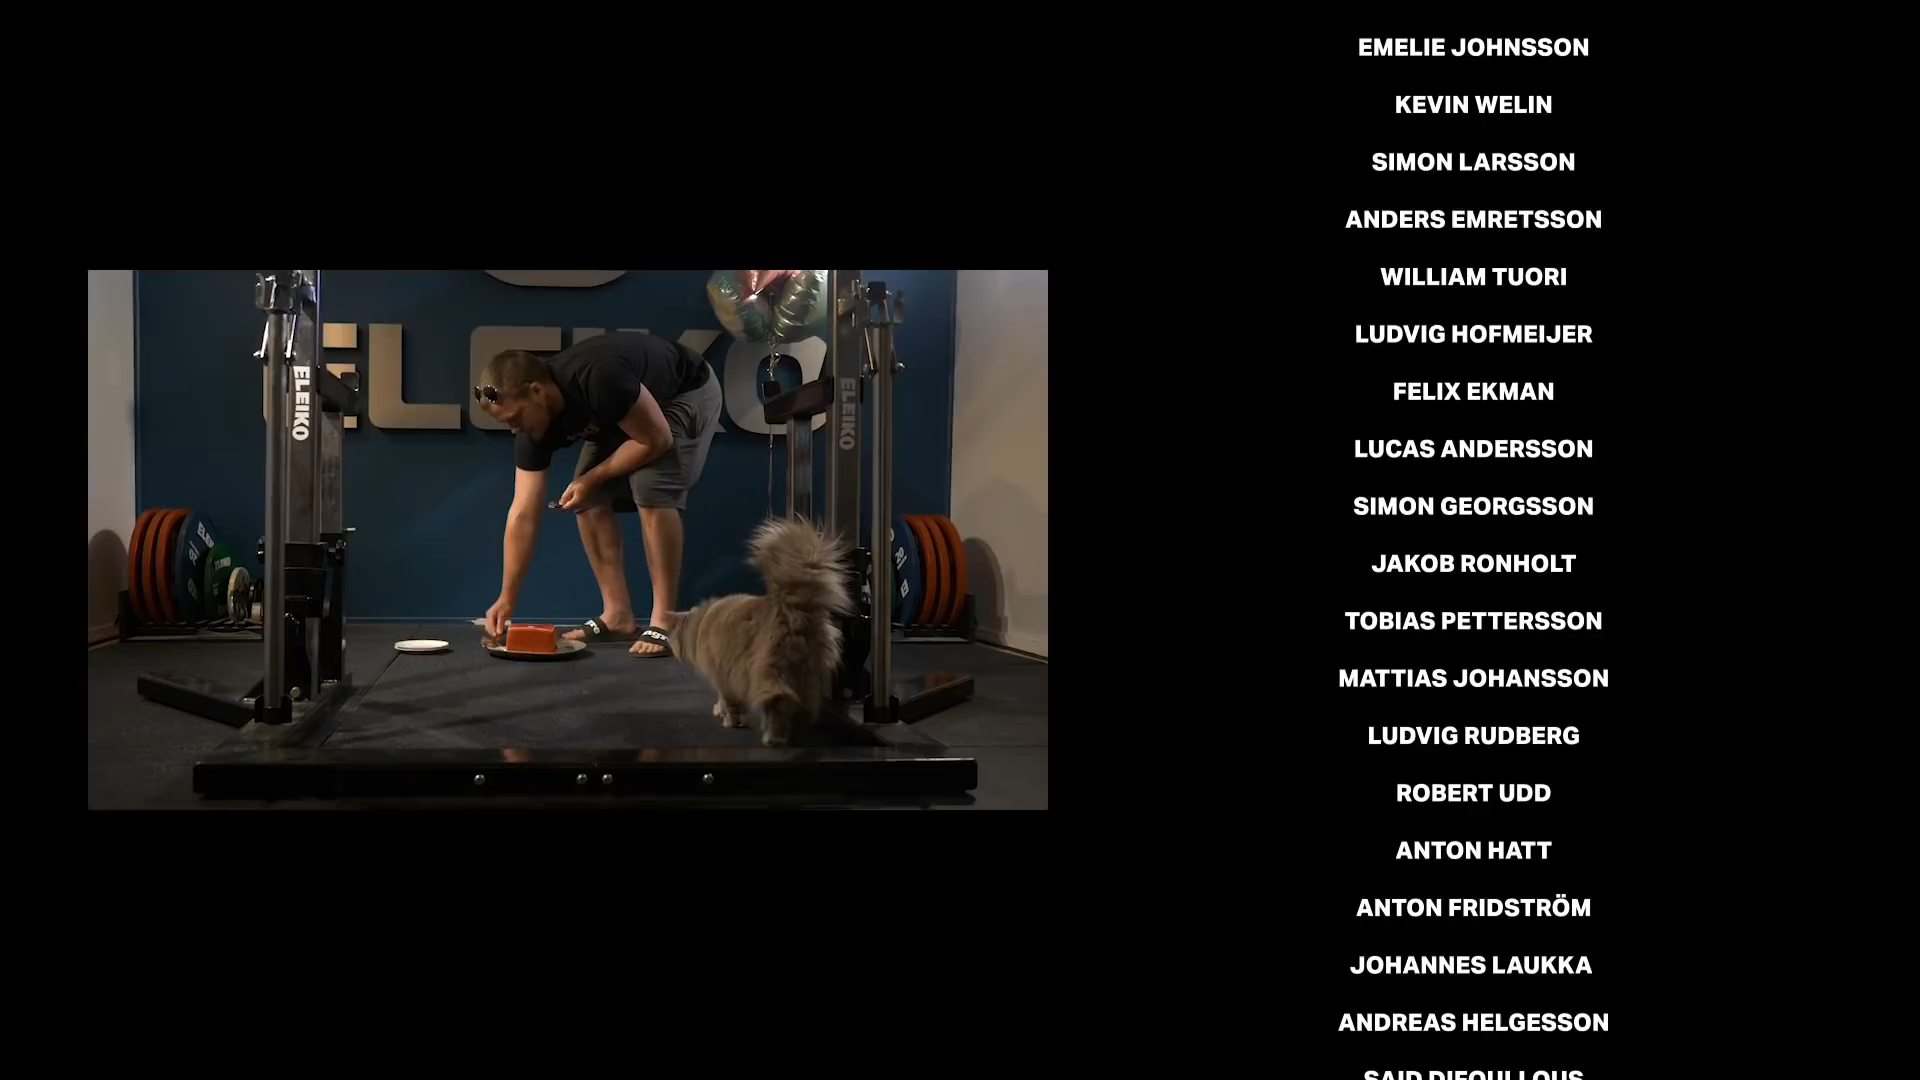 EMELIE JOHNSSON
KEVIN WELIN
SIMON LARSSON
ANDERS EMRETSSON
WILLIAM TUORI
LUDVIG HOFMEIJER
FELIX EKMAN
LUCAS ANDERSSON
SIMON GEORGSSON
JAKOB RONHOLT
TOBIAS PETTERSSON
MATTIAS JOHANSSON
LUDVIG RUDBERG
ROBERT UDD
ANTON HATT
ANTON FRIDSTRÖM
JOHANNES LAUKKA
ANDREAS HELGESSON
ELEIKO
ELEIKO
ELEIKO
20